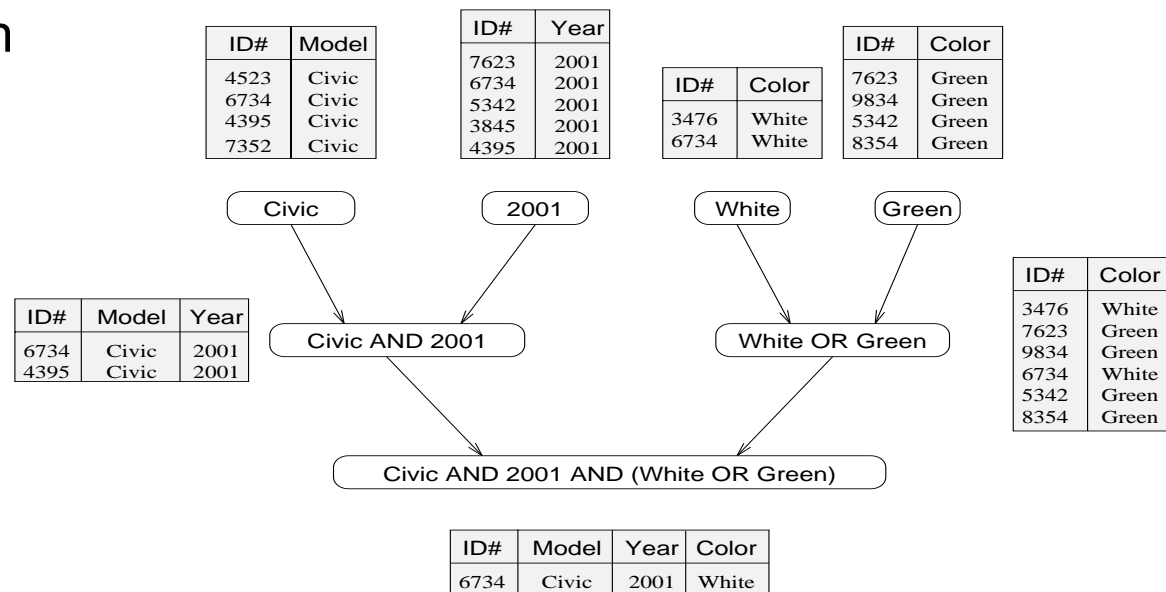 n
ID# Model
4523 Civic
6734 Civic
4395 Civic
7352 Civic
ID# Year
7623 2001
6734 2001
5342 2001
3845 2001
4395 2001
ID# Color
3476 White
6734 White
ID# Color
7623 Green
9834 Green
5342 Green
8354 Green
Civic
2001
White
Green
ID# Model Year
6734 Civic 2001
4395 Civic 2001
Civic AND 2001
White OR Green
ID# Color
3476 White
7623 Green
9834 Green
6734 White
5342 Green
8354 Green
Civic AND 2001 AND (White OR Green)
ID# Model Year Color
6734 Civic 2001 White